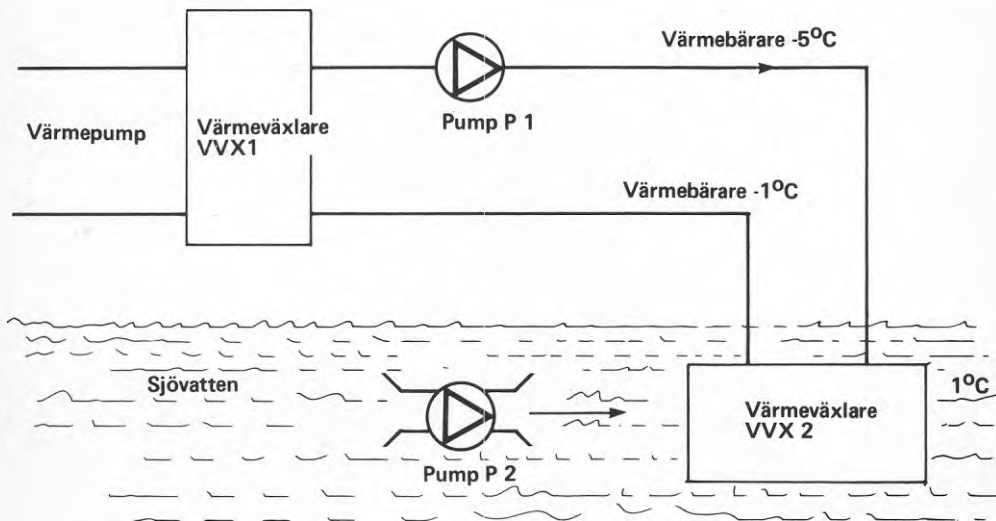 Värmebärare -5°C
Pump P 1
Värmepump
Värmeväxlare
VVX1
Värmebärare -1°C
Sjövatten
1°C
Värmeväxlare
VVX 2
Pump P 2